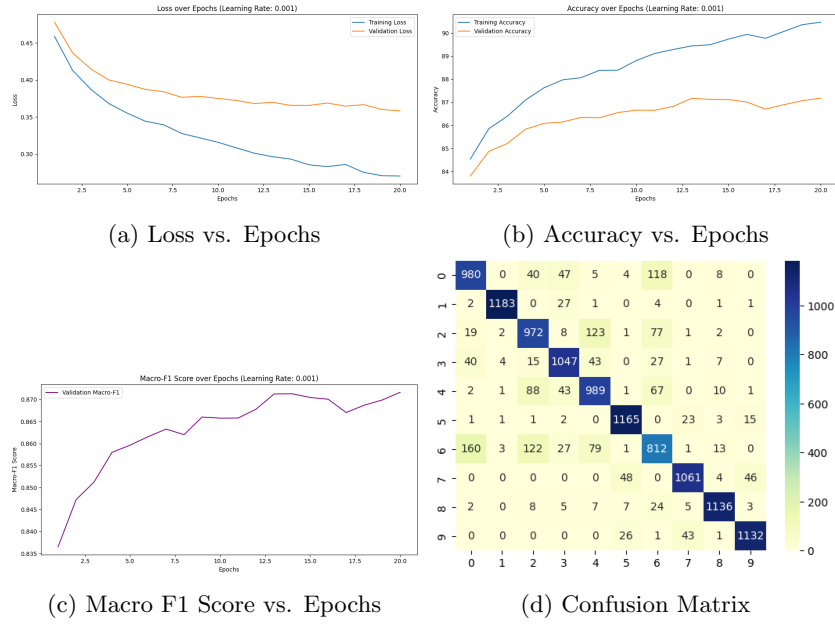 Loss over Epochs (Learning Rate: 0.001)
Training Loss
Validation Loss
0.45
0.40
0.35
0.30
Loss
2.5 5.0 7.5 10.0 12.5 15.0 17.5 20.0
Epochs
(a) Loss vs. Epochs
Accuracy over Epochs (Learning Rate: 0.001)
Training Accuracy
Validation Accuracy
90
89
88
87
86
85
84
Accuracy
2.5 5.0 7.5 10.0 12.5 15.0 17.5 20.0
Epochs
(b) Accuracy vs. Epochs
Macro-F1 Score over Epochs (Learning Rate: 0.001)
Validation Macro-F1
0.870
0.865
0.860
0.855
0.850
0.845
0.840
0.835
Macro-F1 Score
2.5 5.0 7.5 10.0 12.5 15.0 17.5 20.0
Epochs
(c) Macro F1 Score vs. Epochs
0 980 0 40 47 5 4 118 0 8 0
1 2 1183 0 27 1 0 4 0 1 1
2 19 2 972 8 123 1 77 1 2 0
3 40 4 15 1047 43 0 27 1 7 0
4 2 1 88 43 989 1 67 0 10 1
5 1 1 1 2 0 1165 0 23 3 15
6 160 3 122 27 79 1 812 1 13 0
7 0 0 0 0 0 48 0 1061 4 46
8 2 0 8 5 7 7 24 5 1136 3
9 0 0 0 0 0 26 1 43 1 1132
0 1 2 3 4 5 6 7 8 9
1000
800
600
400
200
0
(d) Confusion Matrix